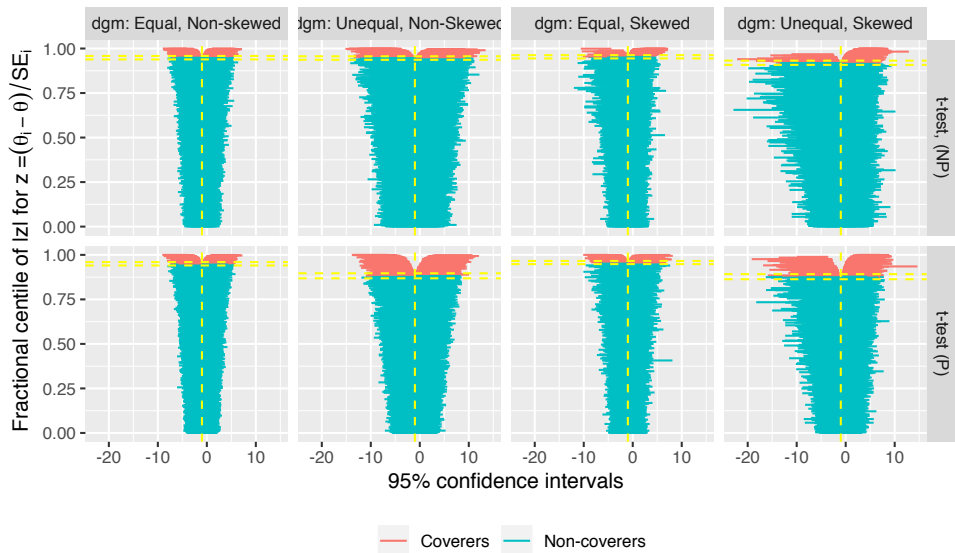 dgm: Equal, Non-skewed
dgm: Unequal, Non-Skewed
dgm: Equal, Skewed
dgm: Unequal, Skewed
Fractional centile of |z| for z =(θi − θ)/SEi
1.00
0.75
0.50
0.25
0.00
t-test, (NP)
1.00
0.75
0.50
0.25
0.00
t-test (P)
-20 -10 0 10
-20 -10 0 10
-20 -10 0 10
-20 -10 0 10
95% confidence intervals
Coverers
Non-coverers